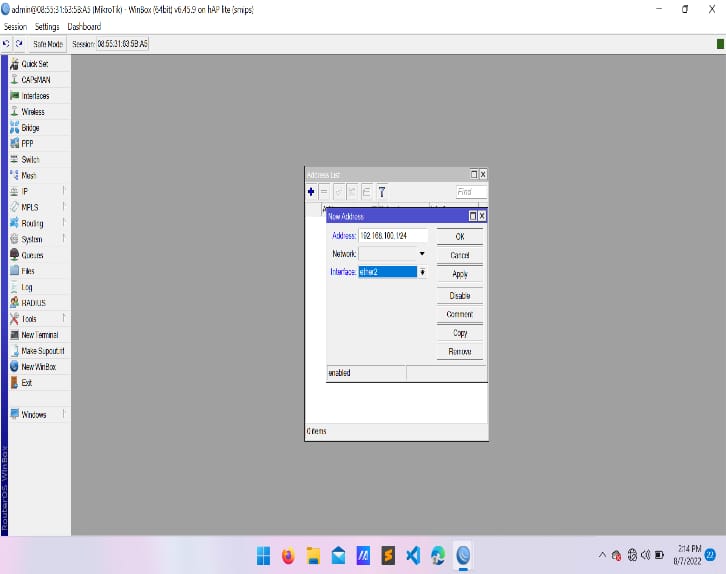 admin@08:55:31:63:5B:A5 (MikroTik) - WinBox (64bit) v6.45.9 on hAP lite (smips)
Session Settings Dashboard
Safe Mode Session: 08:55:31:63:5B:A5
Quick Set
CAPsMAN
Interfaces
Wireless
Bridge
PPP
Switch
Mesh
IP
MPLS
Routing
System
Queues
Files
Log
RADIUS
Tools
New Terminal
Make Supout.rif
New WinBox
Exit
Windows
RouterOS WinBox
Address List
Find
New Address
Address: 192.168.100.1/24 OK
Network: Cancel
Interface: ether2 Apply
Disable
Comment
Copy
Remove
enabled
0 items
2:14 PM
8/7/2022
22